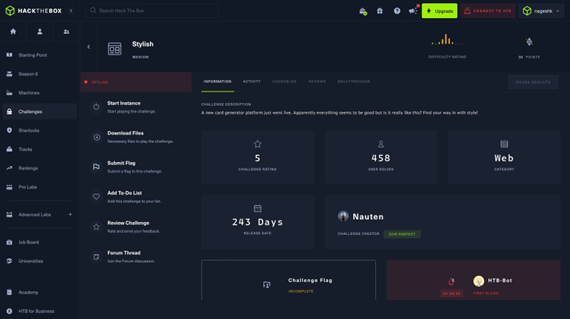 HACKTHEBOX
Search Hack The Box
Upgrade
CONNECT TO HTB
nageshk
Starting Point
Season 6
Machines
Challenges
Sherlocks
Tracks
Rankings
Pro Labs
Advanced Labs
Job Board
Universities
Academy
HTB for Business
Stylish
MEDIUM
DIFFICULTY RATING
POINTS
OFFLINE
Start Instance
Start playing the challenge.
Download Files
Necessary files to play the challenge.
Submit Flag
Submit a flag to this challenge.
Add To-Do List
Add this challenge to your list.
Review Challenge
Rate and send your feedback.
Forum Thread
Join the Forum discussion.
INFORMATION
ACTIVITY
CHANGELOG
REVIEWS
WALKTHROUGHS
CHALLENGE DESCRIPTION
A new card generator platform just went live. Apparently everything seems to be good but is it really like this? Find your way in with style!
5
CHALLENGE RATING
458
USER SOLVES
Web
CATEGORY
243 Days
RELEASE DATE
Nauten
CHALLENGE CREATOR
GIVE RESPECT
Challenge Flag
INCOMPLETE
HTB-Bot
FIRST BLOOD